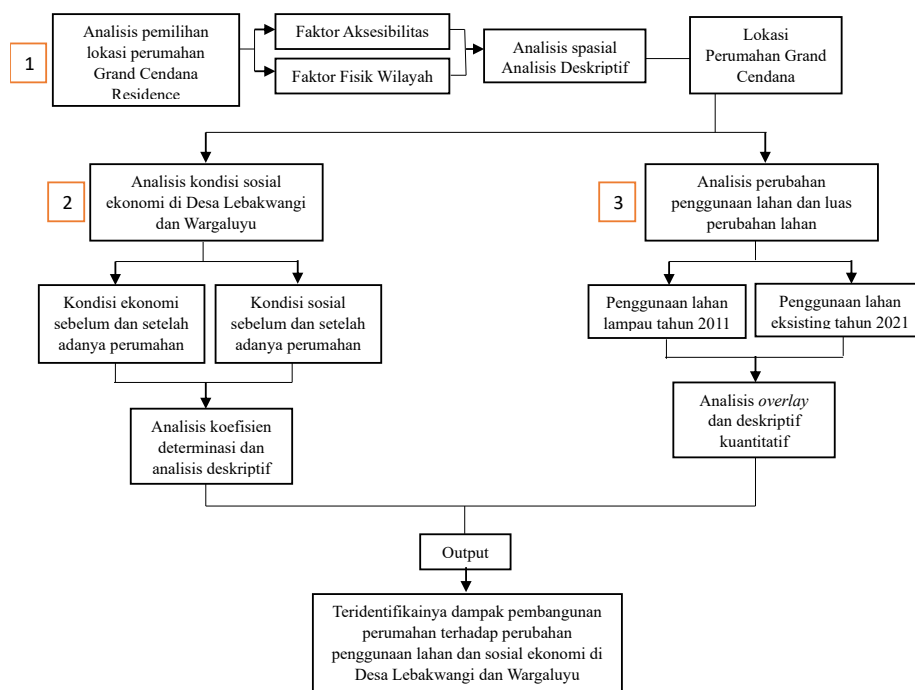 1
Analisis pemilihan
lokasi perumahan
Grand Cendana
Residence
Faktor Aksesibilitas
Faktor Fisik Wilayah
Analisis spasial
Analisis Deskriptif
Lokasi
Perumahan Grand
Cendana
2
Analisis kondisi sosial
ekonomi di Desa Lebakwangi
dan Wargaluyu
3
Analisis perubahan
penggunaan lahan dan luas
perubahan lahan
Kondisi ekonomi
sebelum dan setelah
adanya perumahan
Kondisi sosial
sebelum dan setelah
adanya perumahan
Penggunaan lahan
lampau tahun 2011
Penggunaan lahan
eksisting tahun 2021
Analisis koefisien
determinasi dan
analisis deskriptif
Analisis overlay
dan deskriptif
kuantitatif
Output
Teridentifikainya dampak pembangunan
perumahan terhadap perubahan
penggunaan lahan dan sosial ekonomi di
Desa Lebakwangi dan Wargaluyu